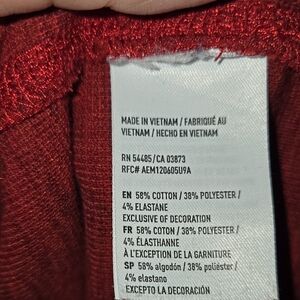 MADE IN VIETNAM / FABRIQUÉ AU
VIETNAM / HECHO EN VIETNAM
RN 54485/CA 03873
RFC# AEM120605U9A
EN 58% COTTON / 38% POLYESTER /
4% ELASTANE
EXCLUSIVE OF DECORATION
FR 58% COTON / 38% POLYESTER /
4% ÉLASTHANNE
À L'EXCEPTION DE LA GARNITURE
SP 58% algodón / 38% poliéster /
4% elastano
EXCEPTO LA DECORACIÓN